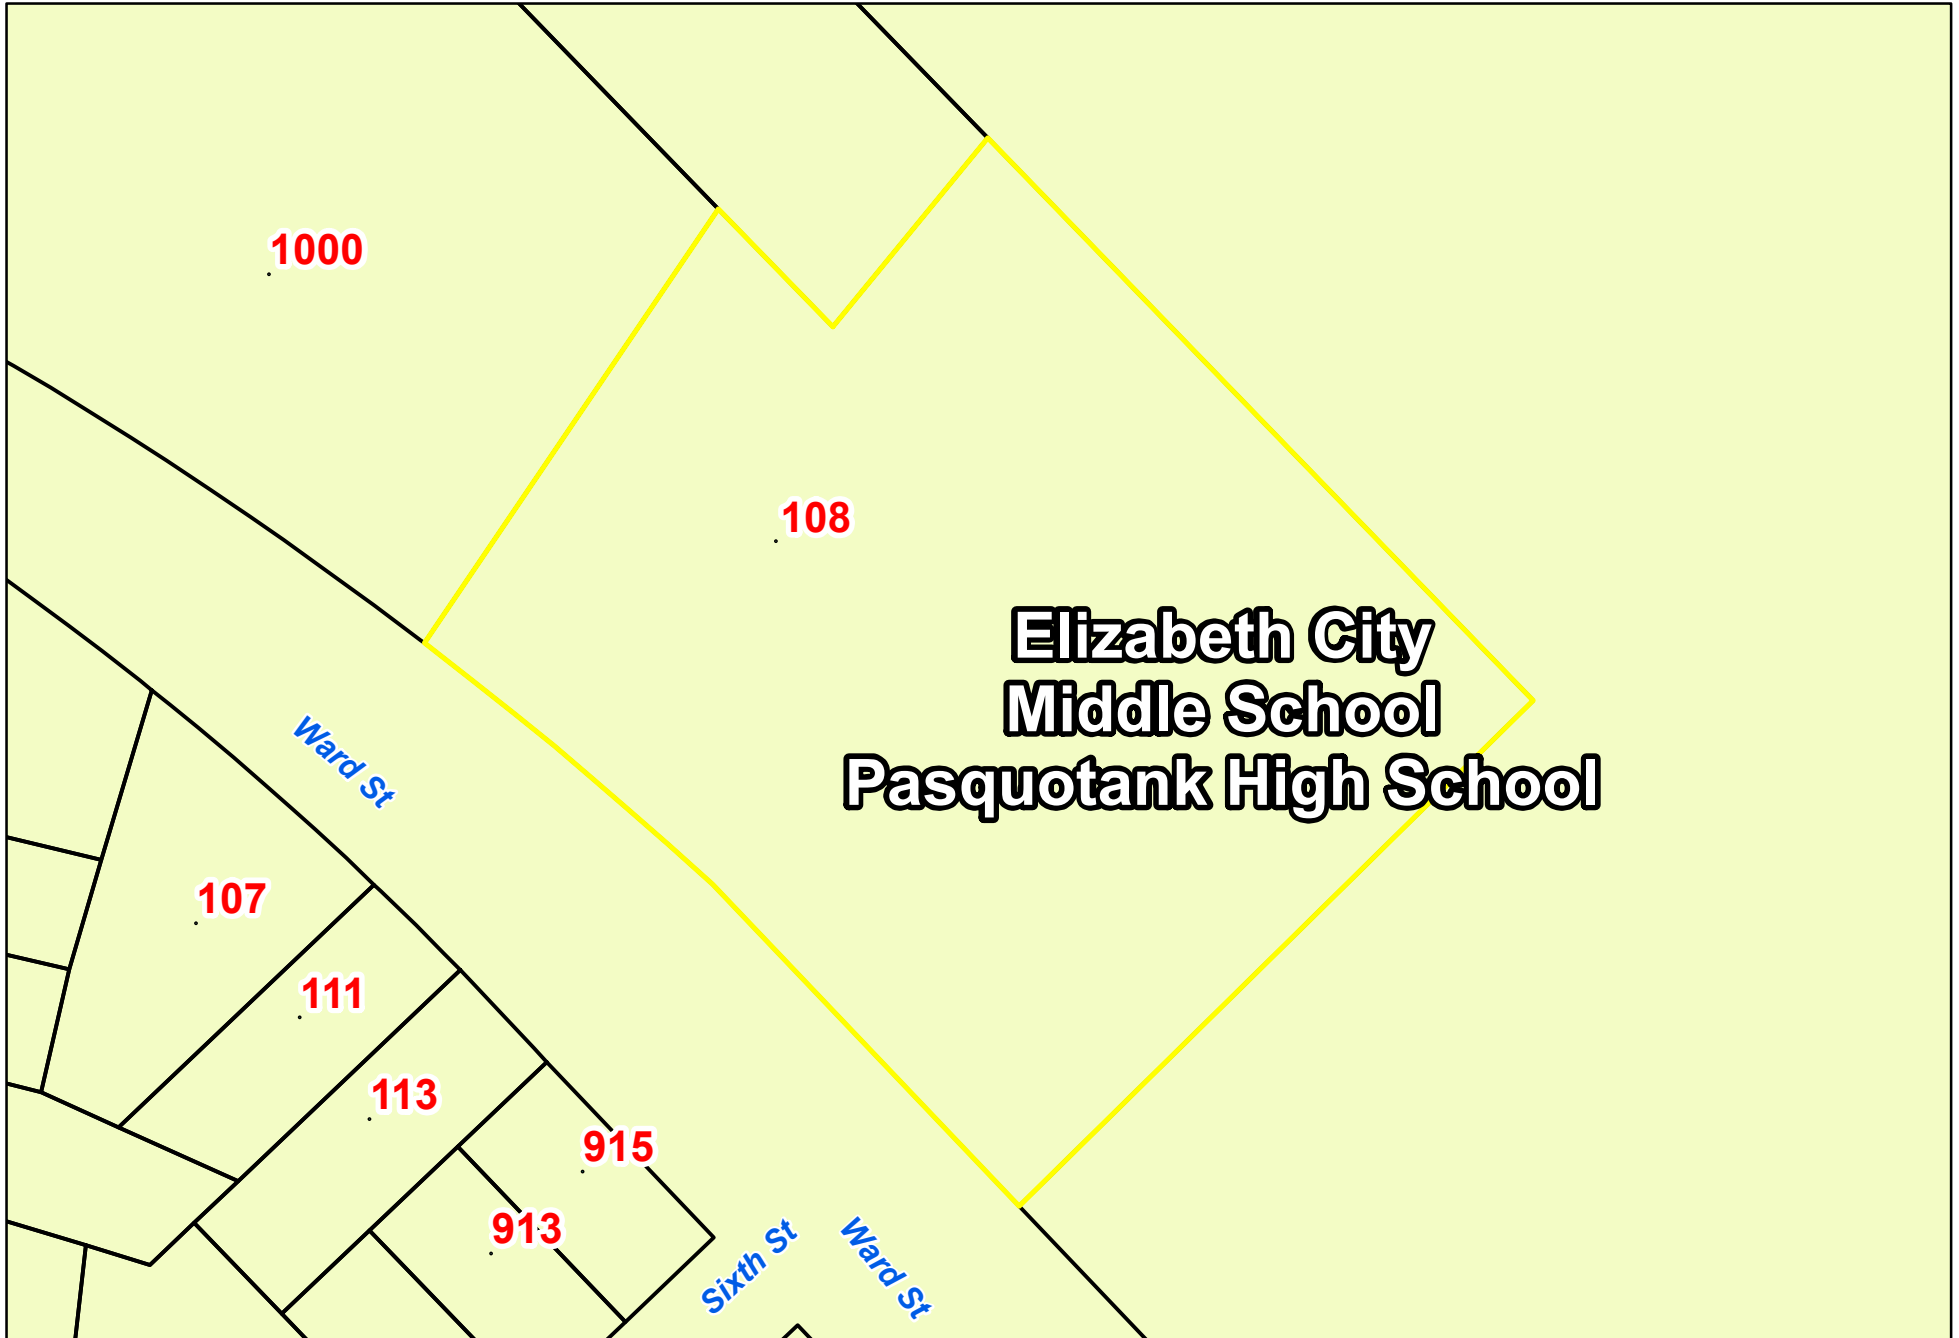 1000
108
Elizabeth City
Middle School
Pasquotank High School
Ward St
107
111
113
915
913
Sixth St
Ward St